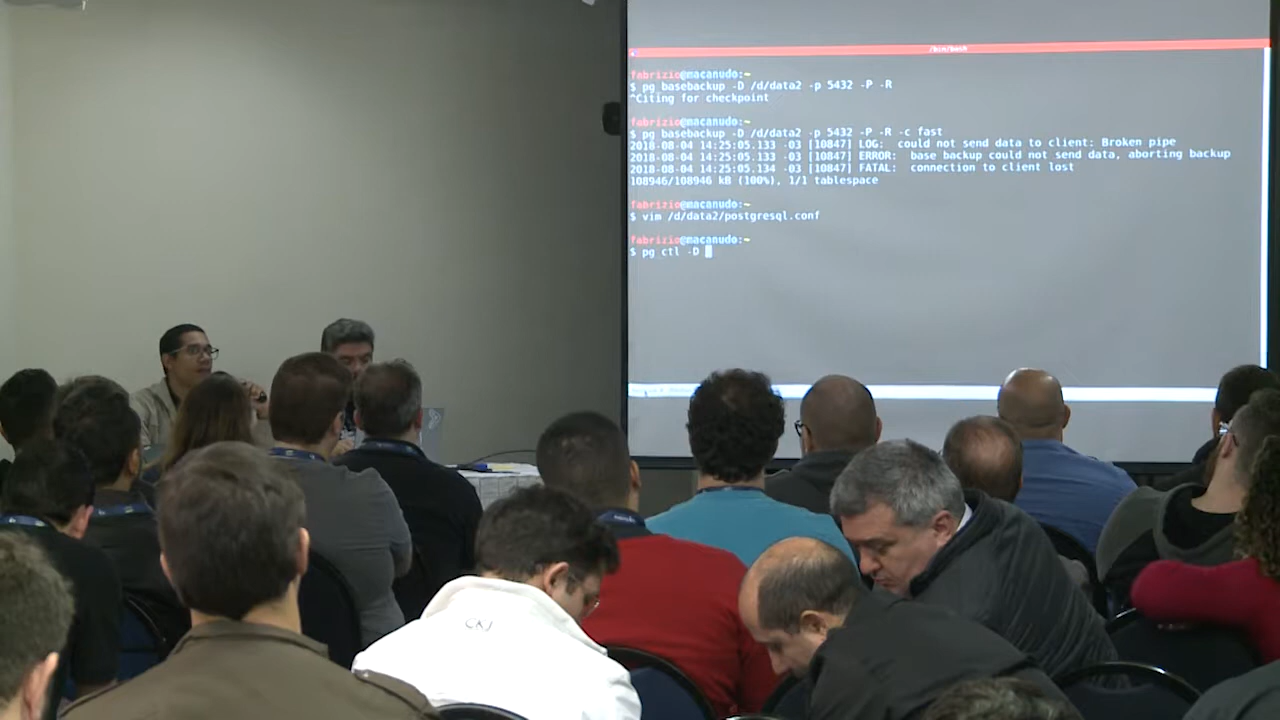 /bin/bash
fabrizio@macanudo:~
$ pg_basebackup -D /d/data2 -p 5432 -P -R
^Citing for checkpoint
fabrizio@macanudo:~
$ pg_basebackup -D /d/data2 -p 5432 -P -R -c fast
2018-08-04 14:25:05.133 -03 [10847] LOG:  could not send data to client: Broken pipe
2018-08-04 14:25:05.133 -03 [10847] ERROR:  base backup could not send data, aborting backup
2018-08-04 14:25:05.134 -03 [10847] FATAL:  connection to client lost
108946/108946 kB (100%), 1/1 tablespace
fabrizio@macanudo:~
$ vim /d/data2/postgresql.conf
fabrizio@macanudo:~
$ pg_ctl -D
CKJ